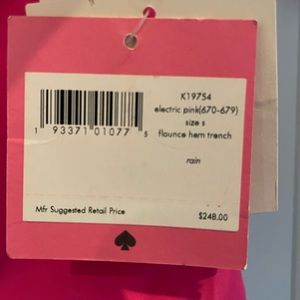 K19754
electric pink(670-679)
size s
flounce hem trench
1 93371 01077 5
rain
Mfr Suggested Retail Price
$248.00